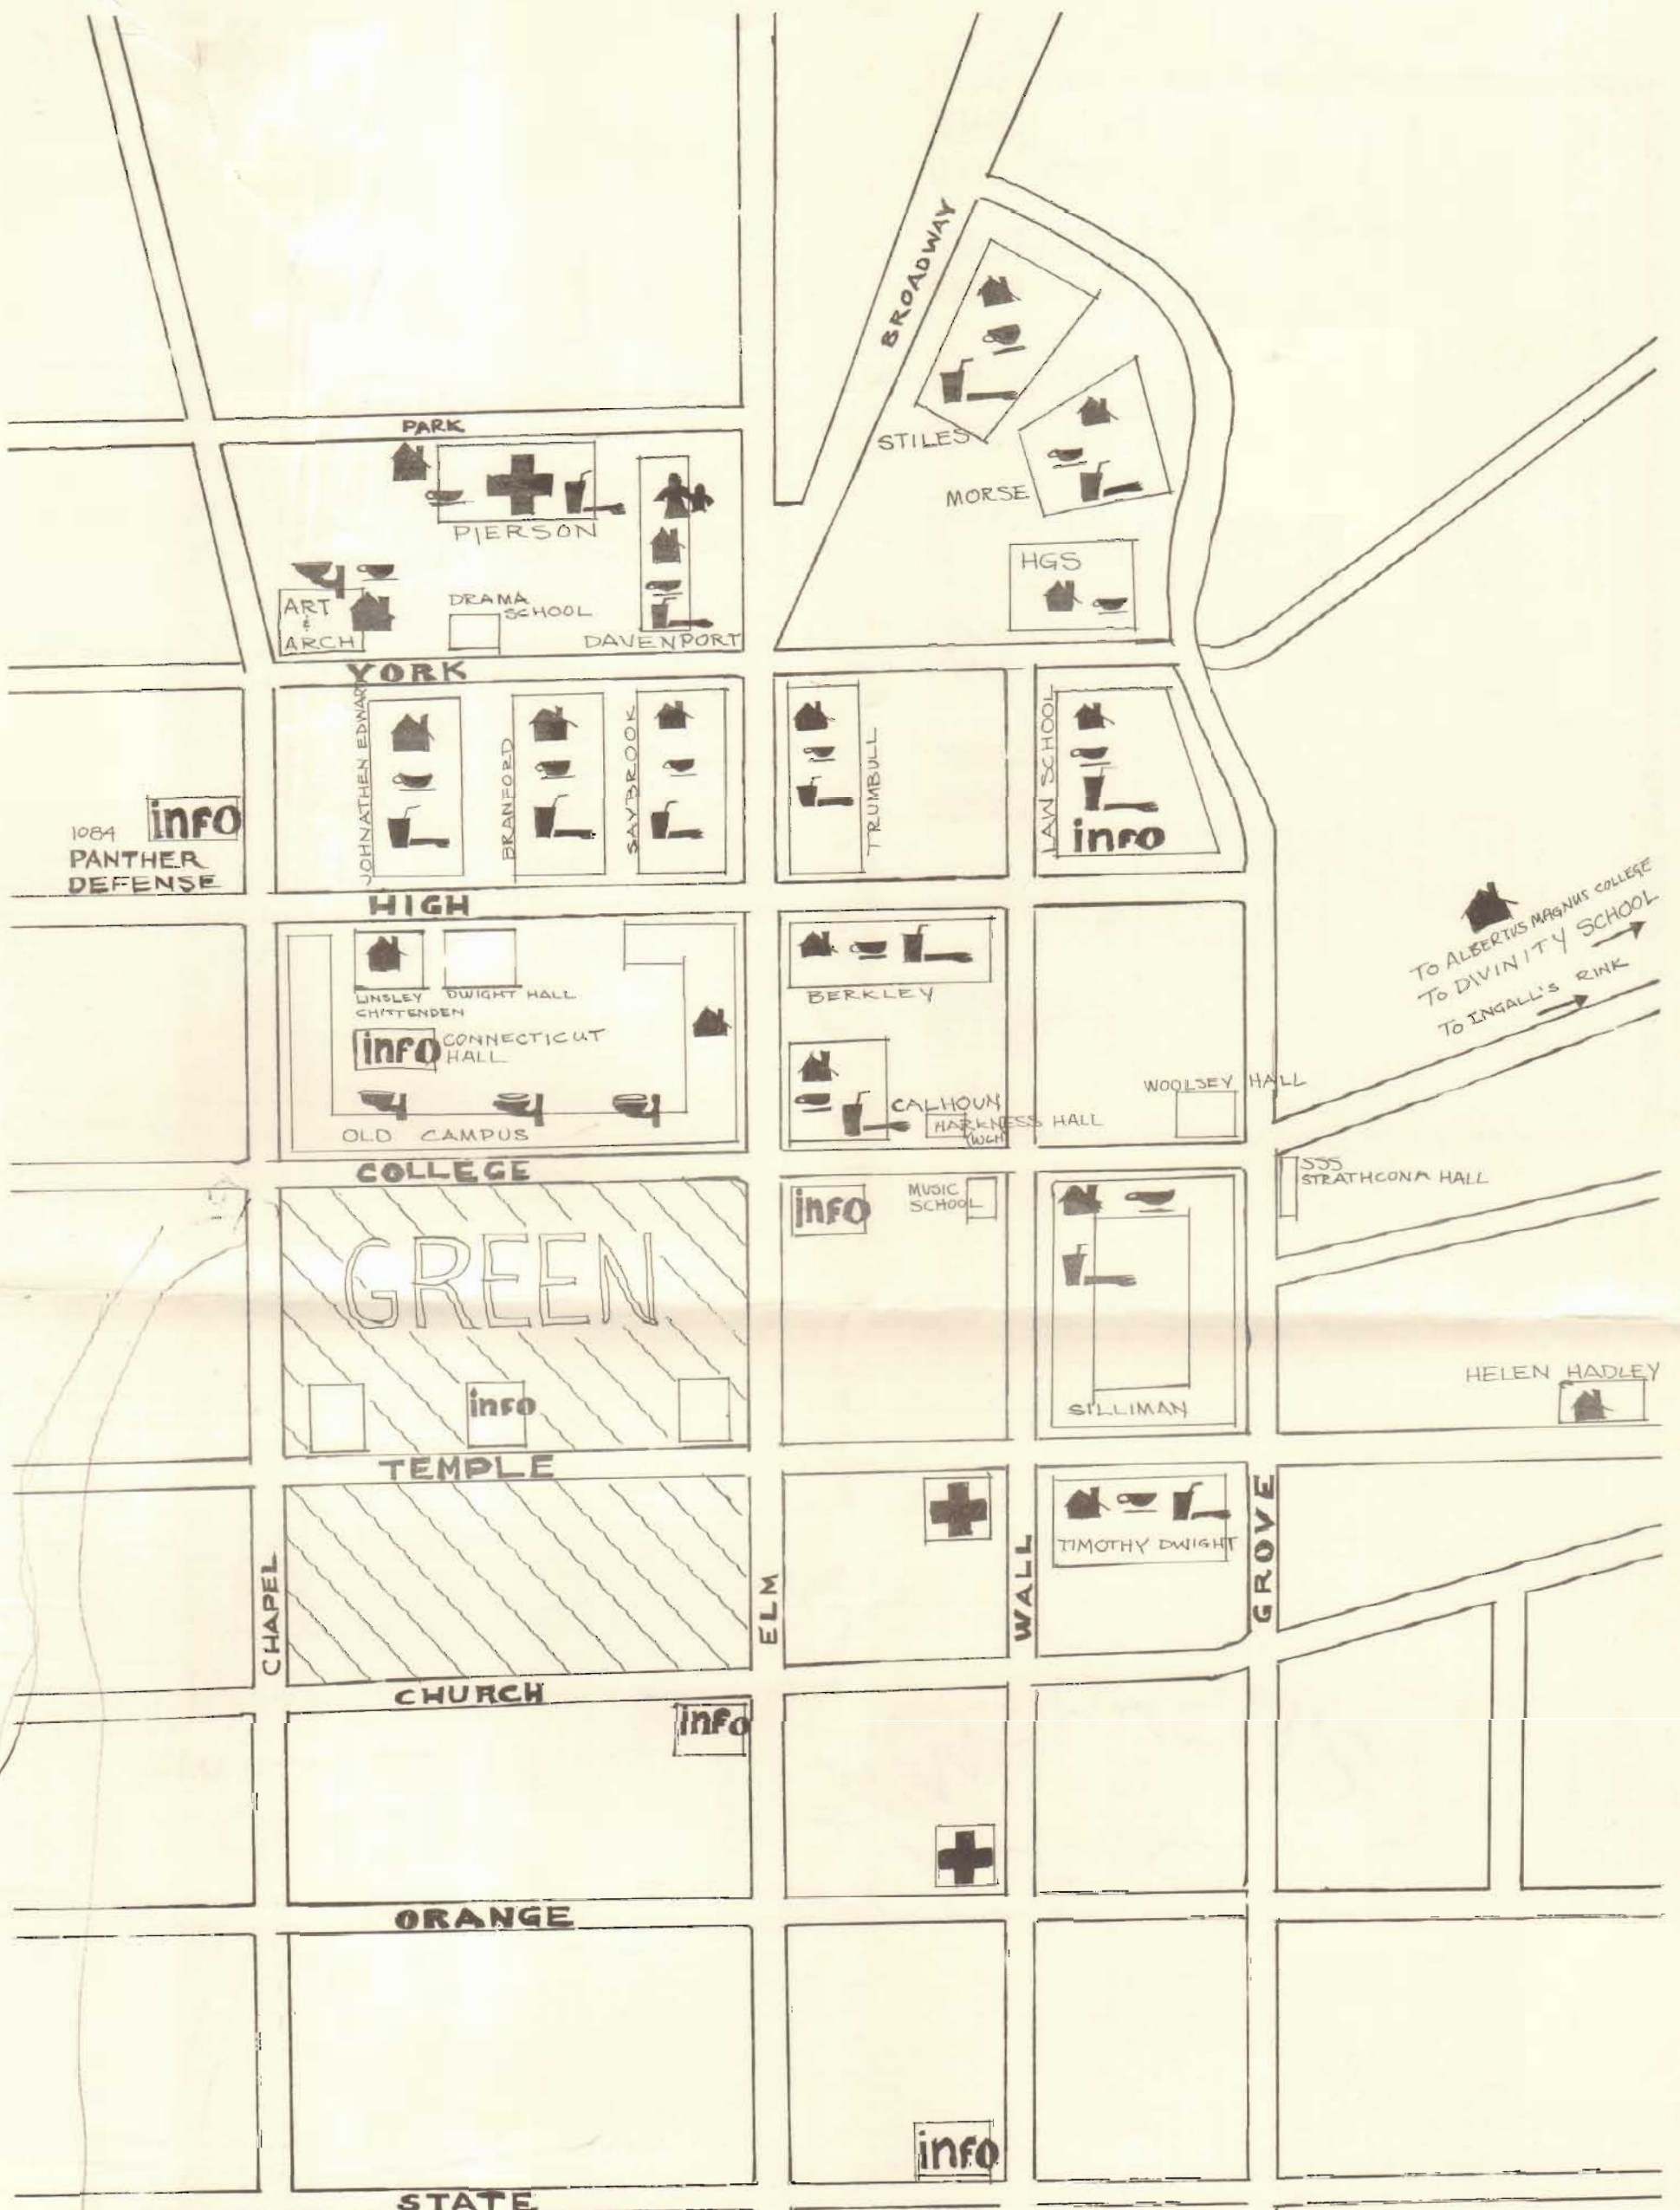 BROADWAY
PARK
STILES
MORSE
PIERSON
HGS
ART
&
ARCH
DRAMA
SCHOOL
DAVENPORT
YORK
JOHNATHEN EDWARD
BRANFORD
SAYBROOK
TRUMBULL
LAW SCHOOL
info
info
1084
PANTHER
DEFENSE
HIGH
TO ALBERTUS MAGNUS COLLEGE
TO DIVINITY SCHOOL
TO INGALL'S RINK
LINSLEY
CHITTENDEN
DWIGHT HALL
BERKLEY
info
CONNECTICUT
HALL
WOOLSEY HALL
CALHOUN
HARKNESS HALL
(WLH)
OLD CAMPUS
COLLEGE
SSS
STRATHCONA HALL
info
MUSIC
SCHOOL
GREEN
HELEN HADLEY
info
SILLIMAN
TEMPLE
TIMOTHY DWIGHT
CHAPEL
ELM
WALL
GROVE
CHURCH
info
ORANGE
info
STATE